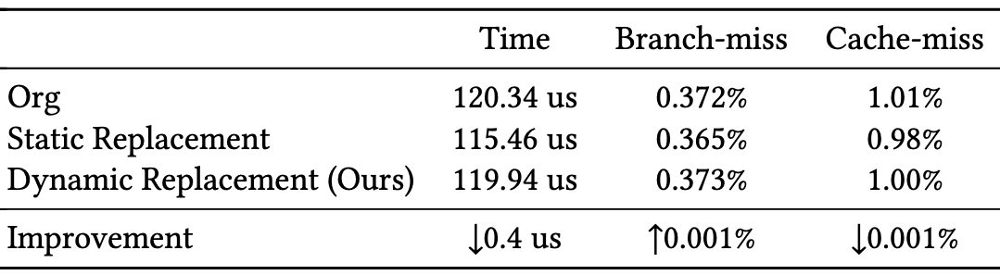 Time Branch-miss Cache-miss
Org 120.34 us 0.372% 1.01%
Static Replacement 115.46 us 0.365% 0.98%
Dynamic Replacement (Ours) 119.94 us 0.373% 1.00%
Improvement ↓0.4 us ↑0.001% ↓0.001%